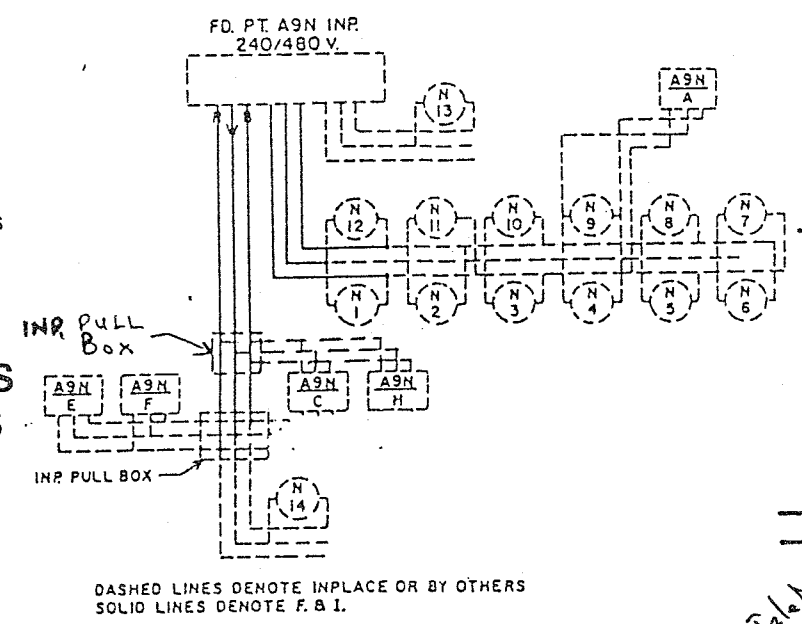 FD. PT. A9N INP.
240/480 V.
N
13
A9N
A
R
B
N
12
N
11
N
10
N
9
N
8
N
7
N
1
N
2
N
3
N
4
N
5
N
6
INP. PULL
Box
A9N
E
A9N
F
A9N
C
A9N
H
INP. PULL BOX
N
14
DASHED LINES DENOTE INPLACE OR BY OTHERS
SOLID LINES DENOTE F. & I.
S